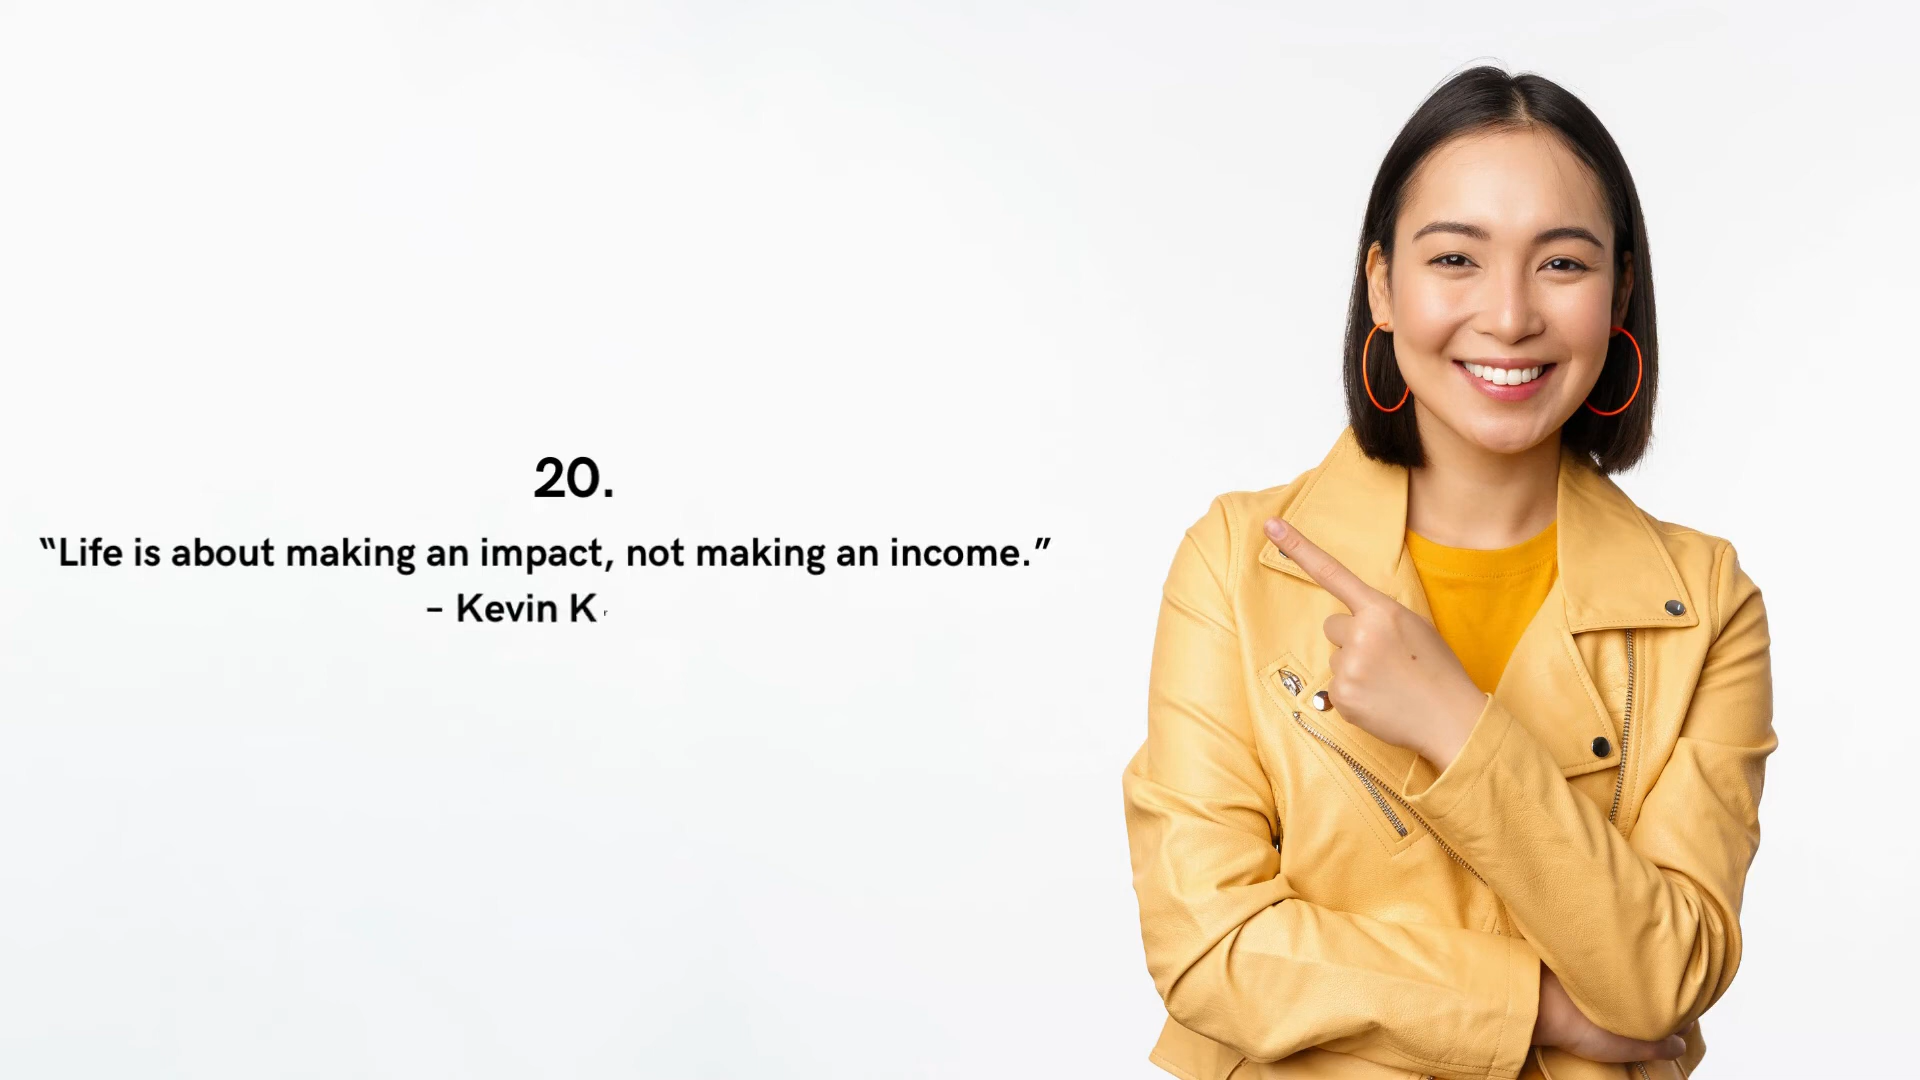 20.
“Life is about making an impact, not making an income.”
– Kevin K